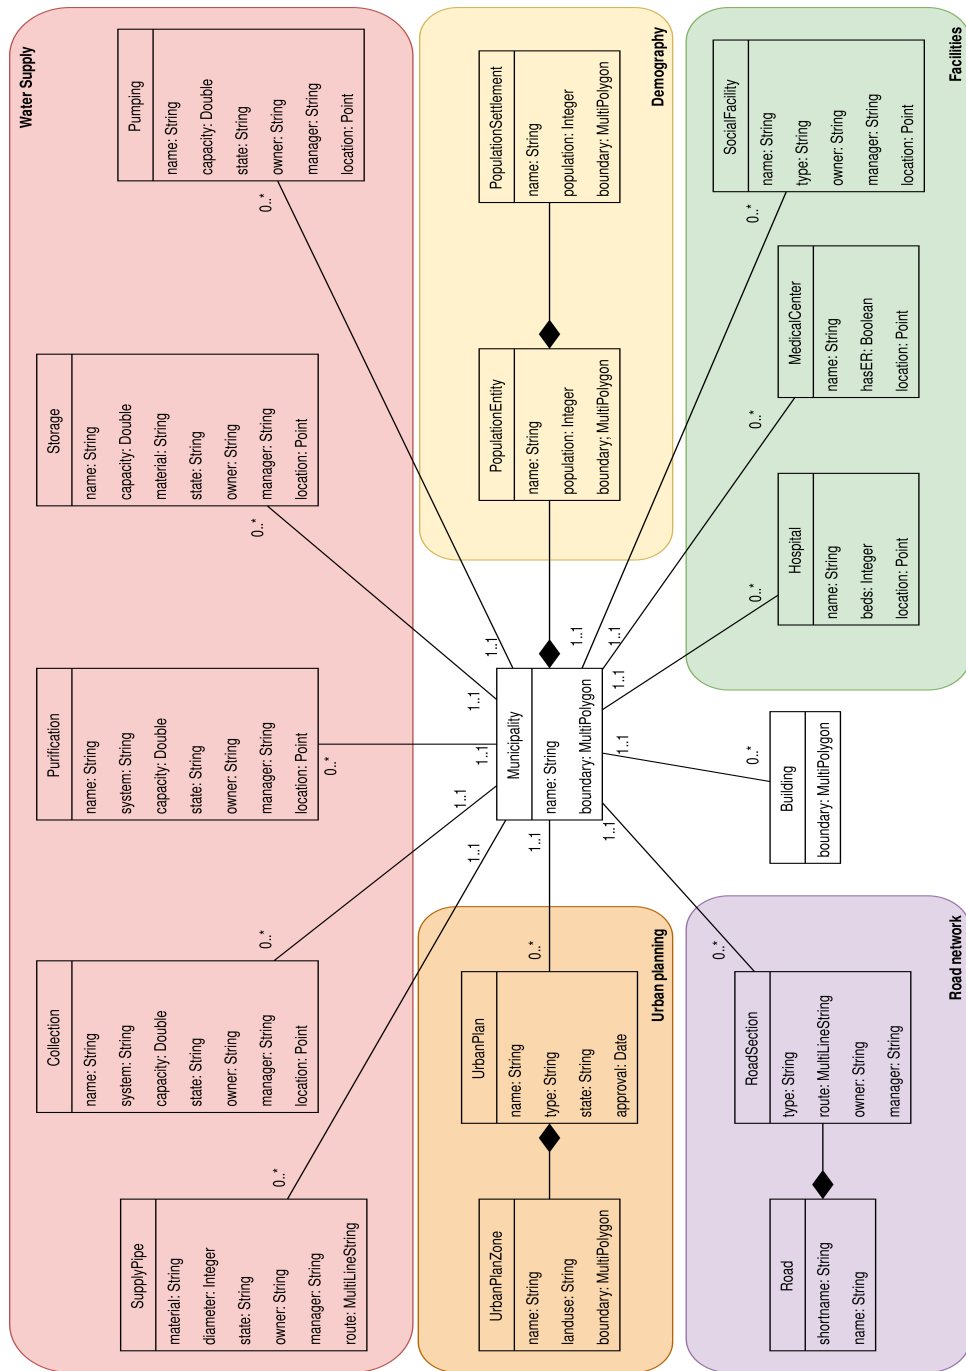 Water Supply
SupplyPipe
material: String
diameter: Integer
state: String
owner: String
manager: String
route: MultiLineString
0..*
1..1
Collection
name: String
system: String
capacity: Double
state: String
owner: String
manager: String
location: Point
0..*
1..1
Purification
name: String
system: String
capacity: Double
state: String
owner: String
manager: String
location: Point
0..*
1..1
Storage
name: String
capacity: Double
material: String
state: String
owner: String
manager: String
location: Point
0..*
1..1
Pumping
name: String
capacity: Double
state: String
owner: String
manager: String
location: Point
0..*
1..1
Urban planning
UrbanPlanZone
name: String
landuse: String
boundary: MultiPolygon
UrbanPlan
name: String
type: String
state: String
approval: Date
0..*
1..1
Municipality
name: String
boundary: MultiPolygon
Demography
PopulationEntity
name: String
population: Integer
boundary; MultiPolygon
PopulationSettlement
name: String
population: Integer
boundary: MultiPolygon
Road network
Road
shortname: String
name: String
RoadSection
type: String
route: MultiLineString
owner: String
manager: String
0..*
1..1
Building
boundary: MultiPolygon
0..*
1..1
Facilities
Hospital
name: String
beds: Integer
location: Point
0..*
1..1
MedicalCenter
name: String
hasER: Boolean
location: Point
0..*
1..1
SocialFacility
name: String
type: String
owner: String
manager: String
location: Point
0..*
1..1